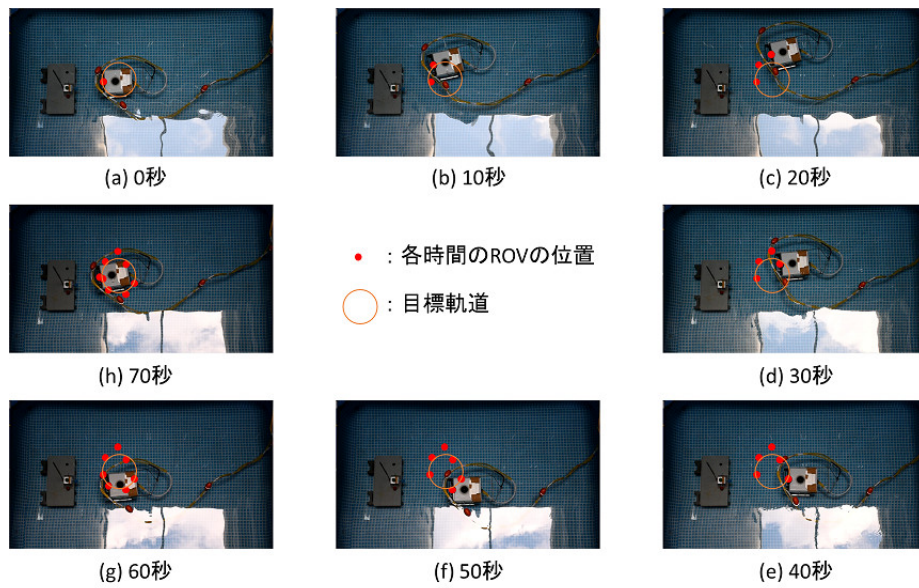 (a) 0秒
(b) 10秒
(c) 20秒
(h) 70秒
：各時間のROVの位置
：目標軌道
(d) 30秒
(g) 60秒
(f) 50秒
(e) 40秒